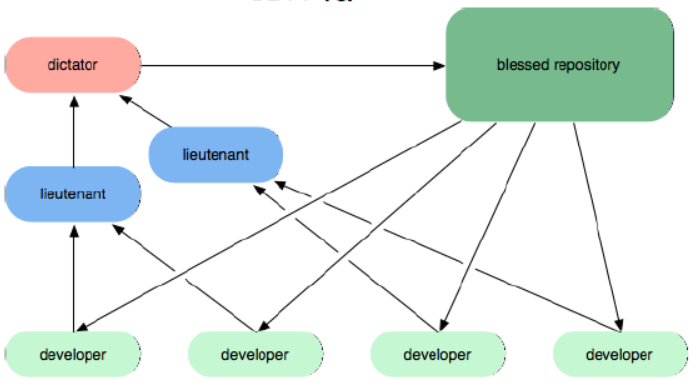 dictator
blessed repository
lieutenant
lieutenant
developer
developer
developer
developer